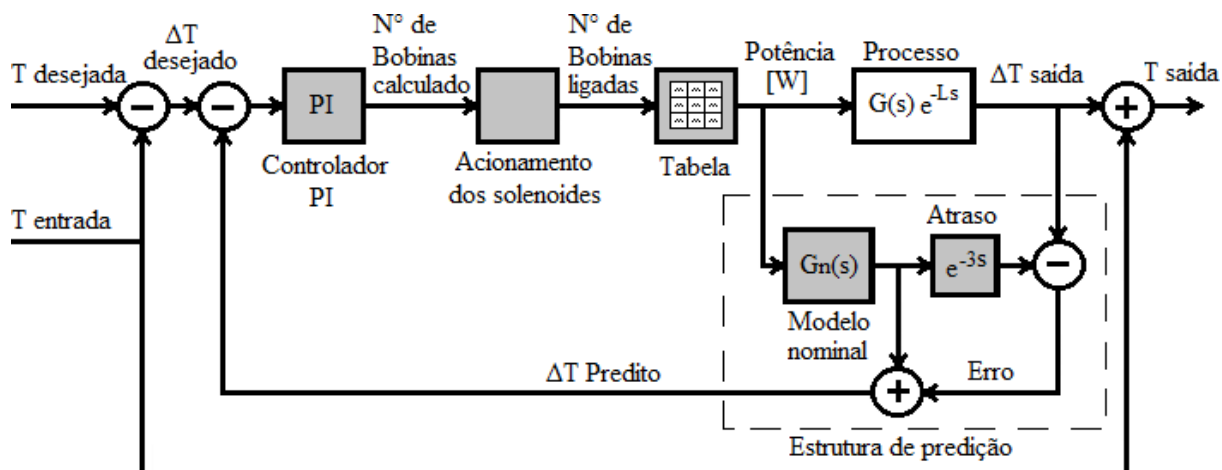 ΔT
desejado
N° de
Bobinas
calculado
N° de
Bobinas
ligadas
Potência
[W]
Processo
T desejada
ΔT saída
T saída
PI
G(s) e^-Ls
Controlador
PI
Acionamento
dos solenoides
Tabela
T entrada
Atraso
Gn(s)
e^-3s
Modelo
nominal
ΔT Predito
Erro
Estrutura de predição